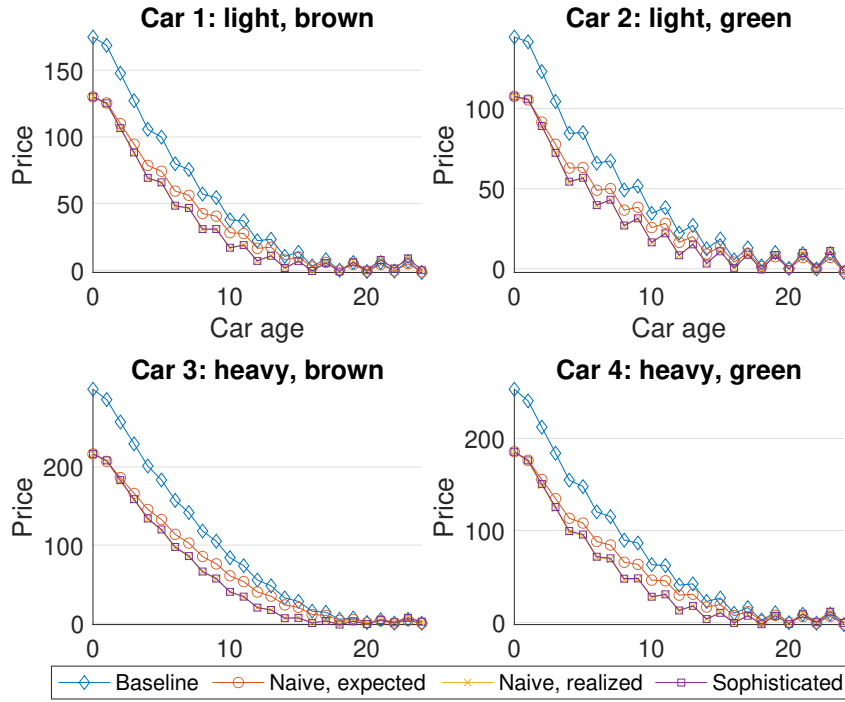 Car 1: light, brown
Car 2: light, green
Price
150
100
50
0
0
10
20
Car age
Price
100
50
0
0
10
20
Car age
Car 3: heavy, brown
Car 4: heavy, green
Price
200
100
0
0
10
20
Price
200
100
0
0
10
20
Baseline Naive, expected Naive, realized Sophisticated